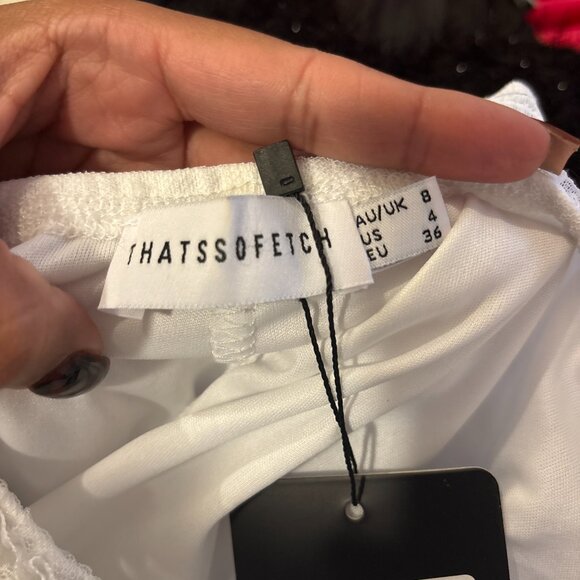 THATSSOFETCH
AU/UK 8
US 4
EU 36